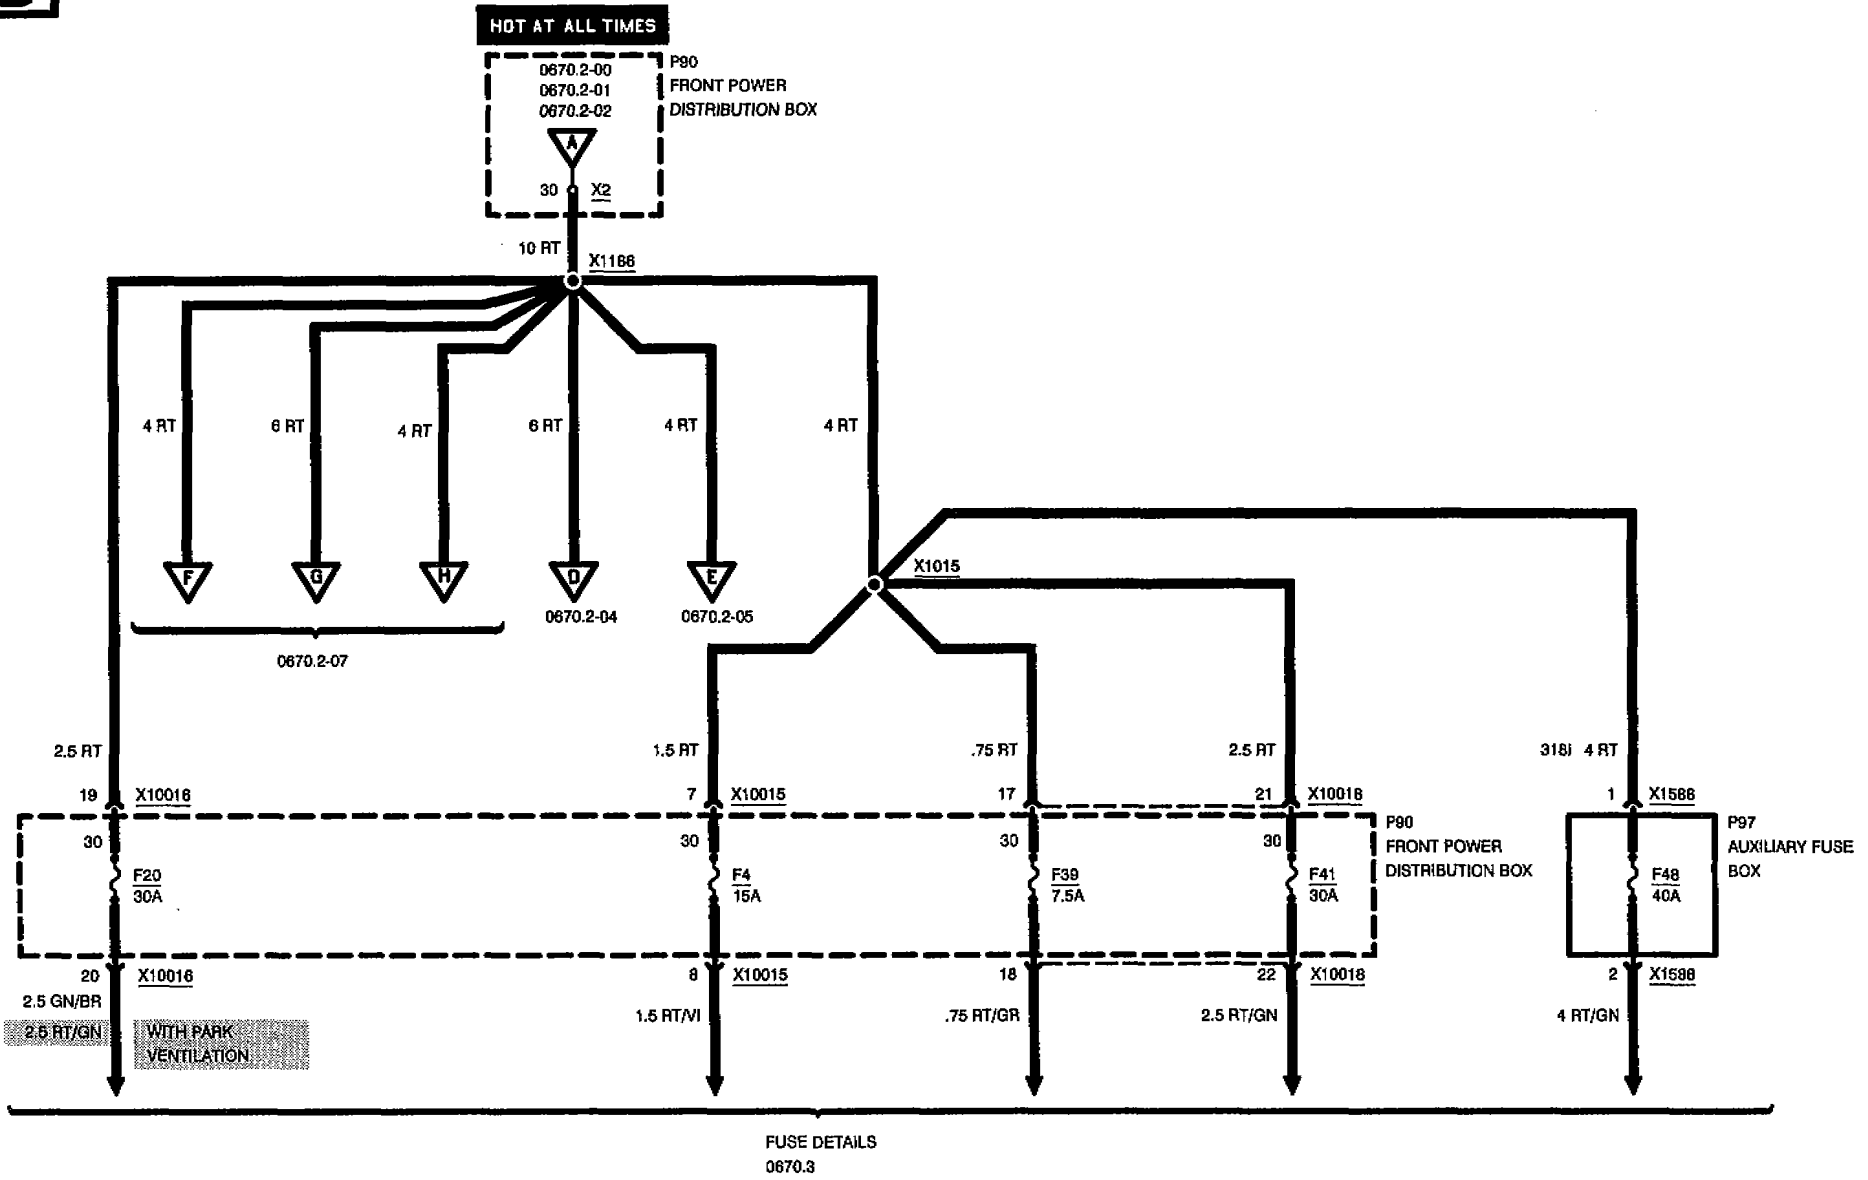 HOT AT ALL TIMES
0670.2-00
0670.2-01
0670.2-02
P90
FRONT POWER
DISTRIBUTION BOX
A
30 X2
10 RT
X1166
4 RT 6 RT 4 RT 6 RT 4 RT 4 RT
F G H D E
X1015
0670.2-04 0670.2-05
0670.2-07
2.5 RT 1.5 RT .75 RT 2.5 RT 318i 4 RT
19 X10016 7 X10015 17 21 X10018 1 X1588
30 30 30 30
P90
FRONT POWER
DISTRIBUTION BOX
P97
AUXILIARY FUSE
BOX
F20
30A
F4
15A
F39
7.5A
F41
30A
F48
40A
20 X10016 8 X10015 18 22 X10018 2 X1588
2.5 GN/BR
2.5 RT/GN
WITH PARK
VENTILATION
1.5 RT/VI .75 RT/GR 2.5 RT/GN 4 RT/GN
FUSE DETAILS
0670.3